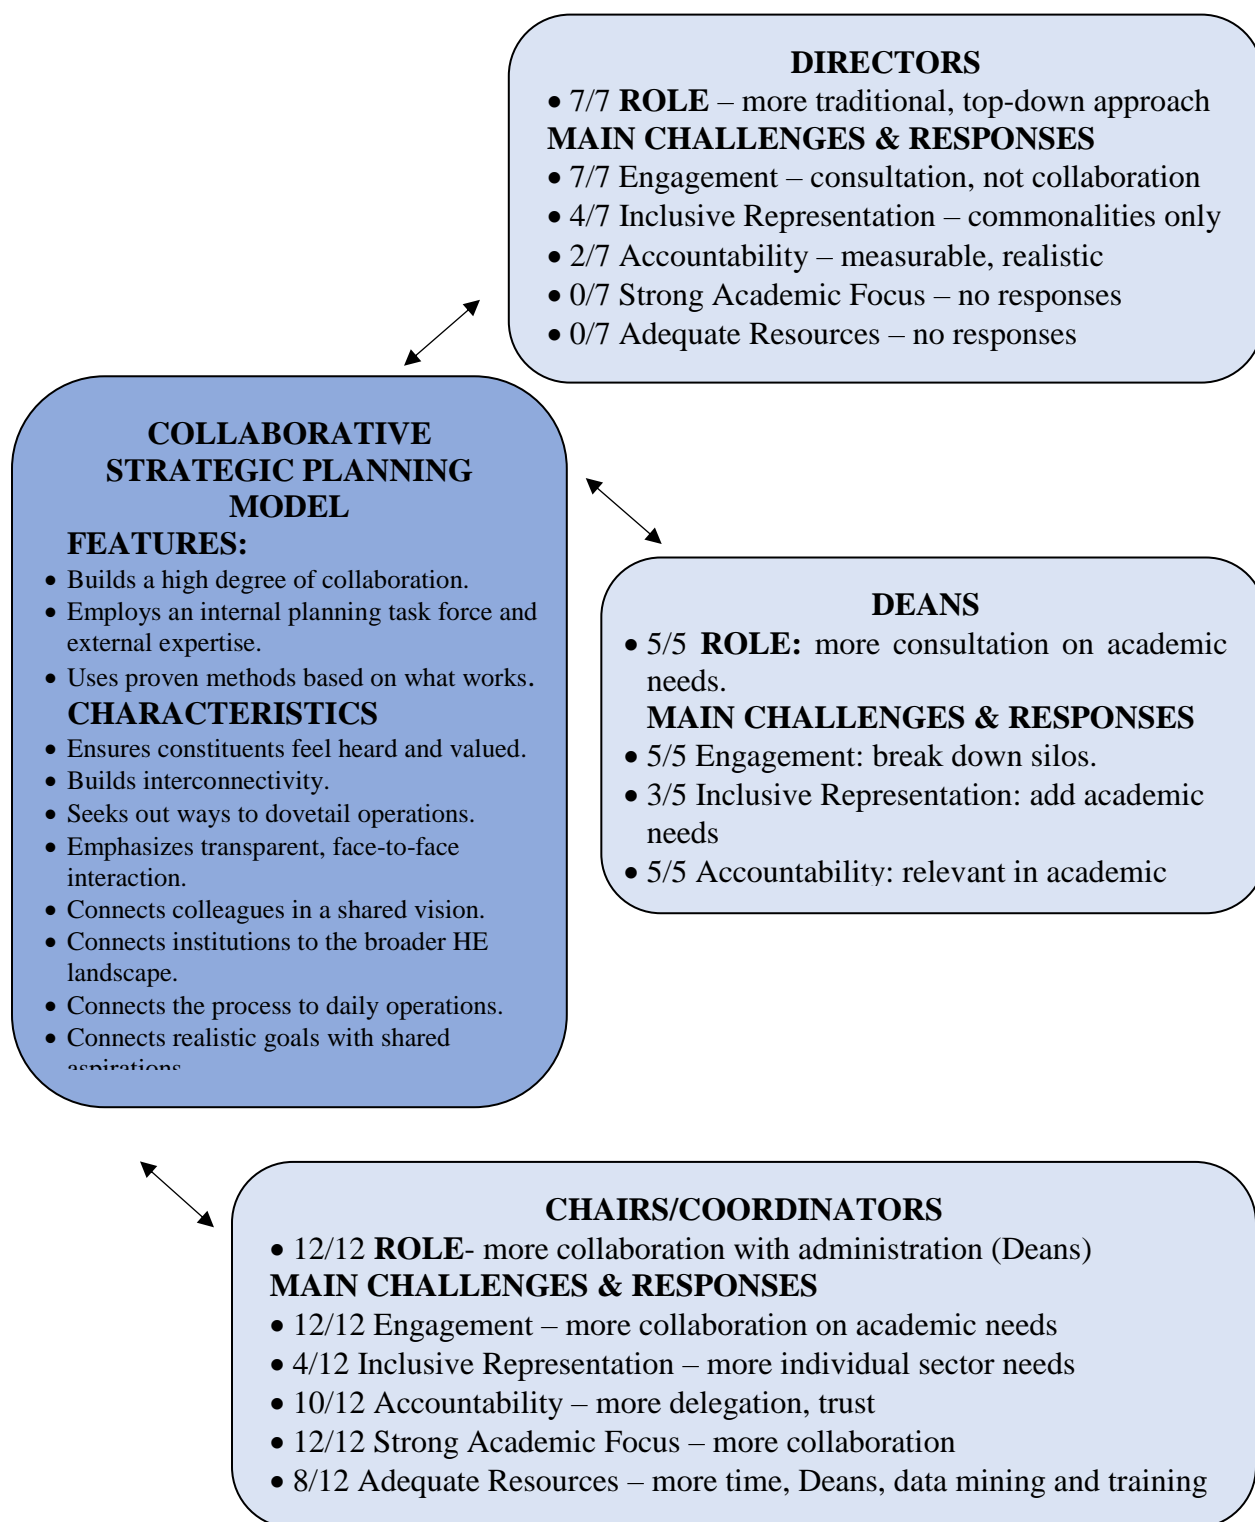 DIRECTORS
• 7/7 ROLE – more traditional, top-down approach
MAIN CHALLENGES & RESPONSES
• 7/7 Engagement – consultation, not collaboration
• 4/7 Inclusive Representation – commonalities only
• 2/7 Accountability – measurable, realistic
• 0/7 Strong Academic Focus – no responses
• 0/7 Adequate Resources – no responses
COLLABORATIVE
STRATEGIC PLANNING
MODEL
FEATURES:
• Builds a high degree of collaboration.
• Employs an internal planning task force and
external expertise.
• Uses proven methods based on what works.
CHARACTERISTICS
• Ensures constituents feel heard and valued.
• Builds interconnectivity.
• Seeks out ways to dovetail operations.
• Emphasizes transparent, face-to-face
interaction.
• Connects colleagues in a shared vision.
• Connects institutions to the broader HE
landscape.
• Connects the process to daily operations.
• Connects realistic goals with shared
aspirations
DEANS
• 5/5 ROLE: more consultation on academic
needs.
MAIN CHALLENGES & RESPONSES
• 5/5 Engagement: break down silos.
• 3/5 Inclusive Representation: add academic
needs
• 5/5 Accountability: relevant in academic
CHAIRS/COORDINATORS
• 12/12 ROLE- more collaboration with administration (Deans)
MAIN CHALLENGES & RESPONSES
• 12/12 Engagement – more collaboration on academic needs
• 4/12 Inclusive Representation – more individual sector needs
• 10/12 Accountability – more delegation, trust
• 12/12 Strong Academic Focus – more collaboration
• 8/12 Adequate Resources – more time, Deans, data mining and training